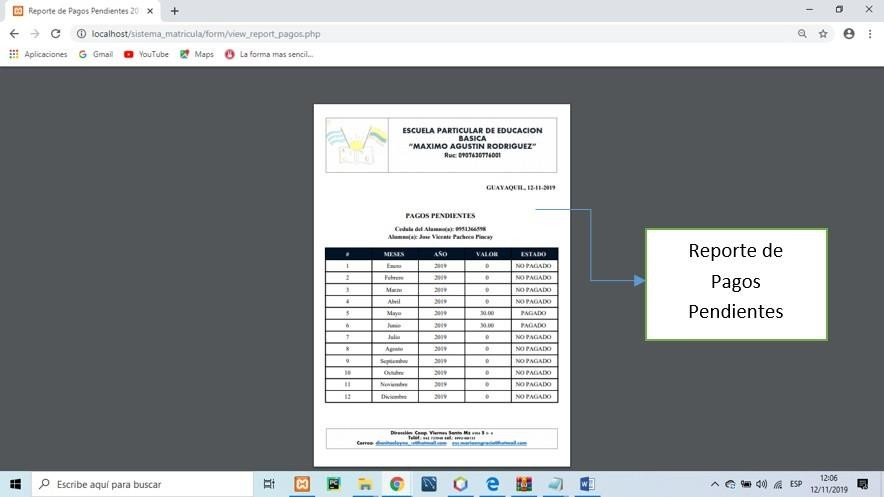 Reporte de Pagos Pendientes 20
localhost/sistema_matricula/form/view_report_pagos.php
Aplicaciones Gmail YouTube Maps La forma mas sencil...
ESCUELA PARTICULAR DE EDUCACION
BASICA
“MAXIMO AGUSTIN RODRIGUEZ”
Ruc: 0907630776001
GUAYAQUIL, 12-11-2019
PAGOS PENDIENTES
Cedula del Alumno(a): 0951366598
Alumno(a): Jose Vicente Pacheco Pincay
# MESES AÑO VALOR ESTADO
1 Enero 2019 0 NO PAGADO
2 Febrero 2019 0 NO PAGADO
3 Marzo 2019 0 NO PAGADO
4 Abril 2019 0 NO PAGADO
5 Mayo 2019 30.00 PAGADO
6 Junio 2019 30.00 PAGADO
7 Julio 2019 0 NO PAGADO
8 Agosto 2019 0 NO PAGADO
9 Septiembre 2019 0 NO PAGADO
10 Octubre 2019 0 NO PAGADO
11 Noviembre 2019 0 NO PAGADO
12 Diciembre 2019 0 NO PAGADO
Dirección: Coop. Viernes Santo Mz
Teléf.: cel.:
Correo:
Reporte de
Pagos
Pendientes
Escribe aquí para buscar
ESP
12:06
12/11/2019